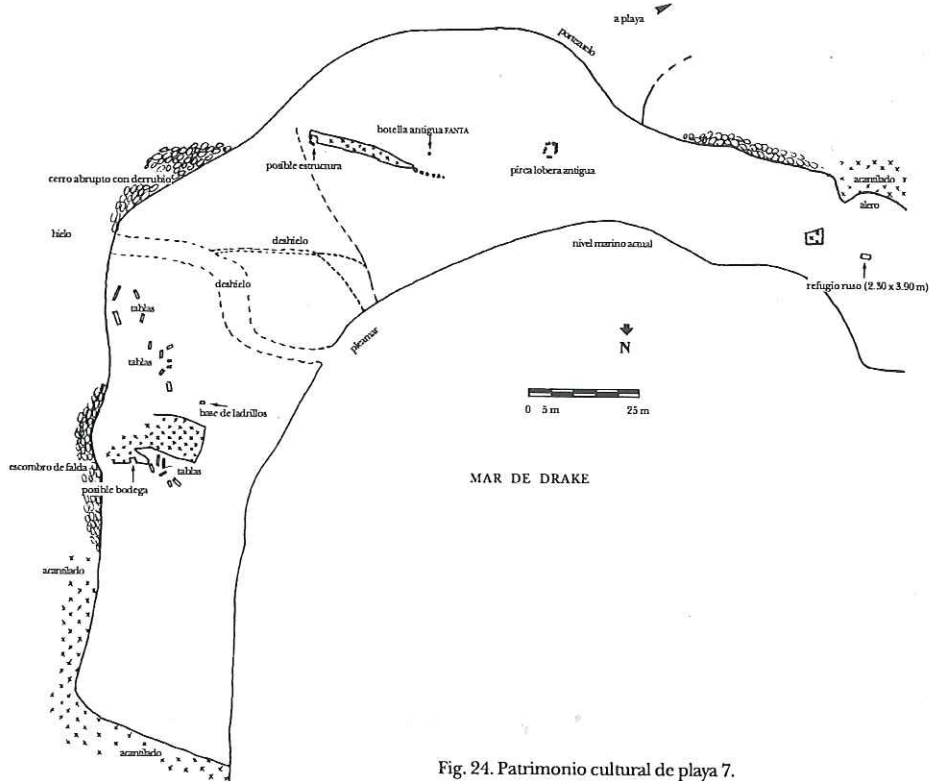 a playa
portezuelo
botella antigua FANTA
posible estructura
pirca lobera antigua
cerro abrupto con derrubio
acantilado
alero
hielo
deshielo
nivel marino actual
deshielo
refugio ruso (2.30 x 3.90 m)
tablas
pleamar
N
tablas
0 5 m 25 m
base de ladrillos
escombro de falda
tablas
posible bodega
MAR DE DRAKE
acantilado
acantilado
Fig. 24. Patrimonio cultural de playa 7.